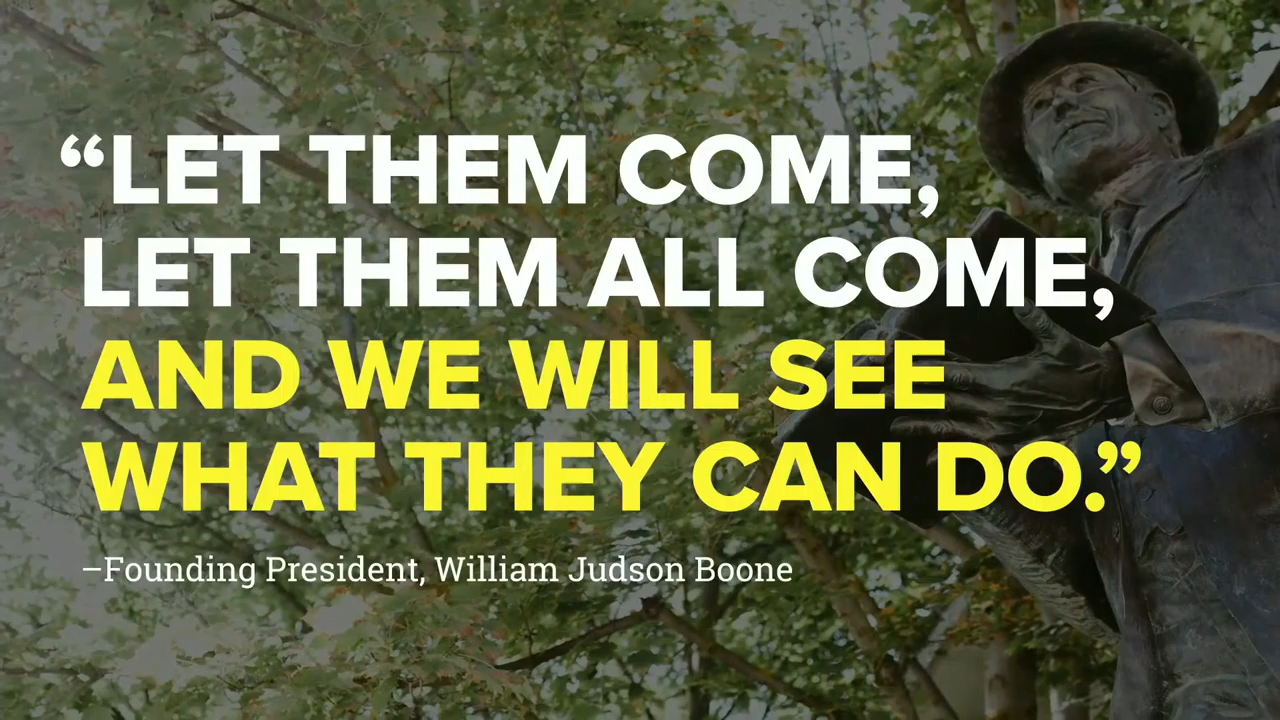 “LET THEM COME,
LET THEM ALL COME,
AND WE WILL SEE
WHAT THEY CAN DO.”
–Founding President, William Judson Boone